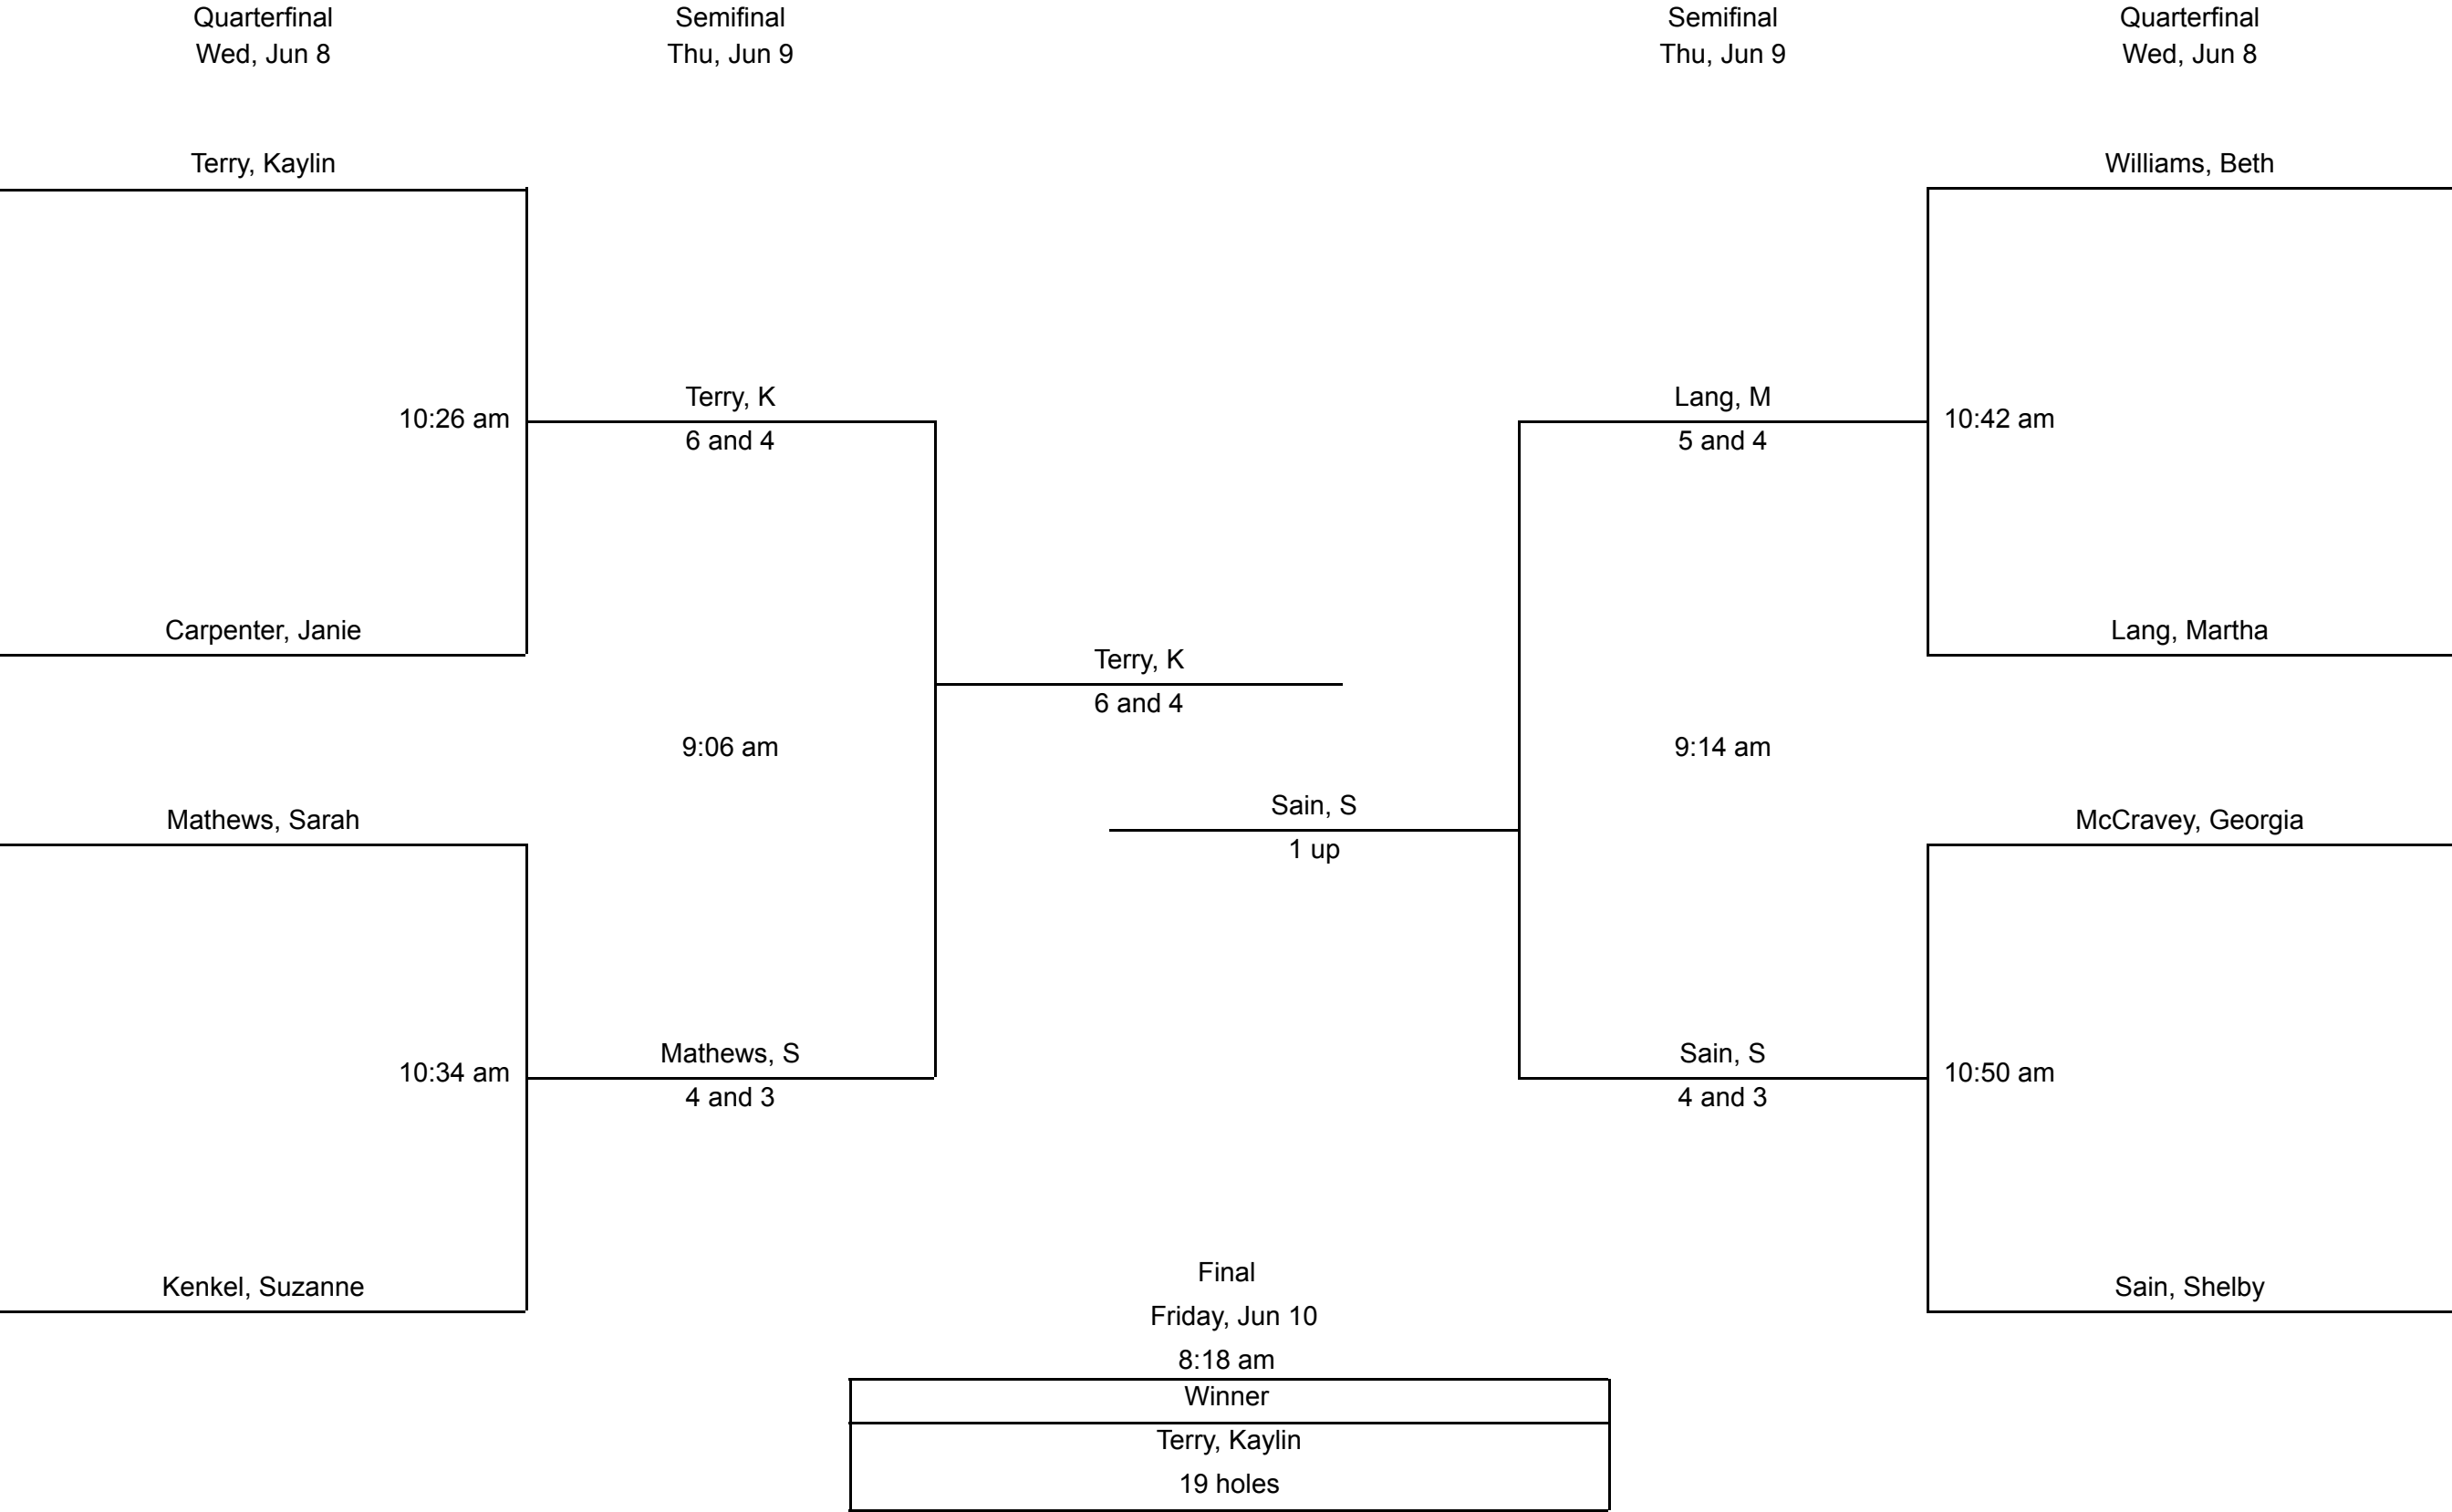 Quarterfinal
Wed, Jun 8
Semifinal
Thu, Jun 9
Semifinal
Thu, Jun 9
Quarterfinal
Wed, Jun 8
Terry, Kaylin
10:26 am
Carpenter, Janie
Mathews, Sarah
10:34 am
Kenkel, Suzanne
Terry, K
6 and 4
9:06 am
Mathews, S
4 and 3
Terry, K
6 and 4
Sain, S
1 up
Lang, M
5 and 4
9:14 am
Sain, S
4 and 3
Williams, Beth
10:42 am
Lang, Martha
McCravey, Georgia
10:50 am
Sain, Shelby
Final
Friday, Jun 10
8:18 am
Winner
Terry, Kaylin
19 holes